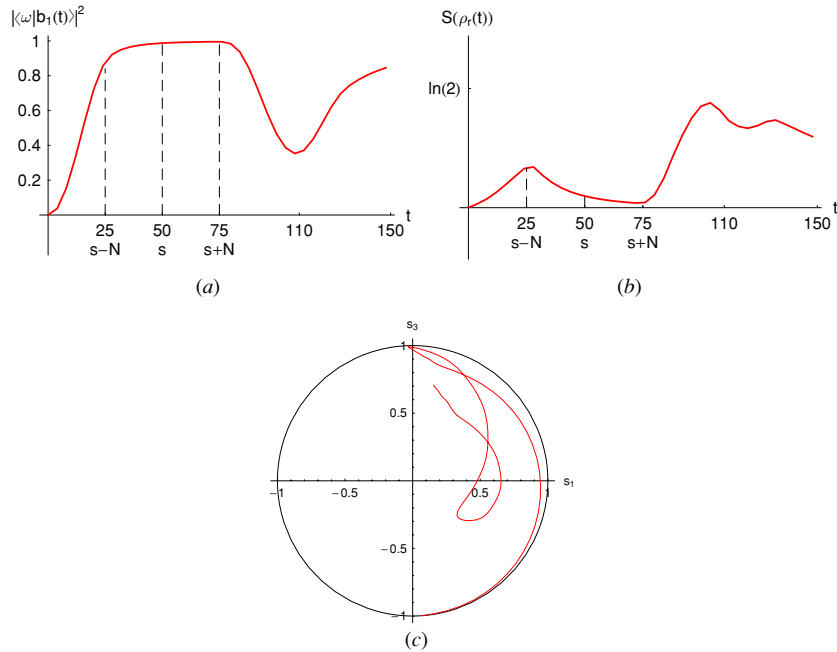 |⟨ω|b₁(t)⟩|²
1
0.8
0.6
0.4
0.2
25 50 75 110 150 t
s−N s s+N
(a)
S(ρᵣ(t))
ln(2)
25 50 75 110 150 t
s−N s s+N
(b)
s₃
1
0.5
−1 −0.5 0.5 1 s₁
−0.5
−1
(c)